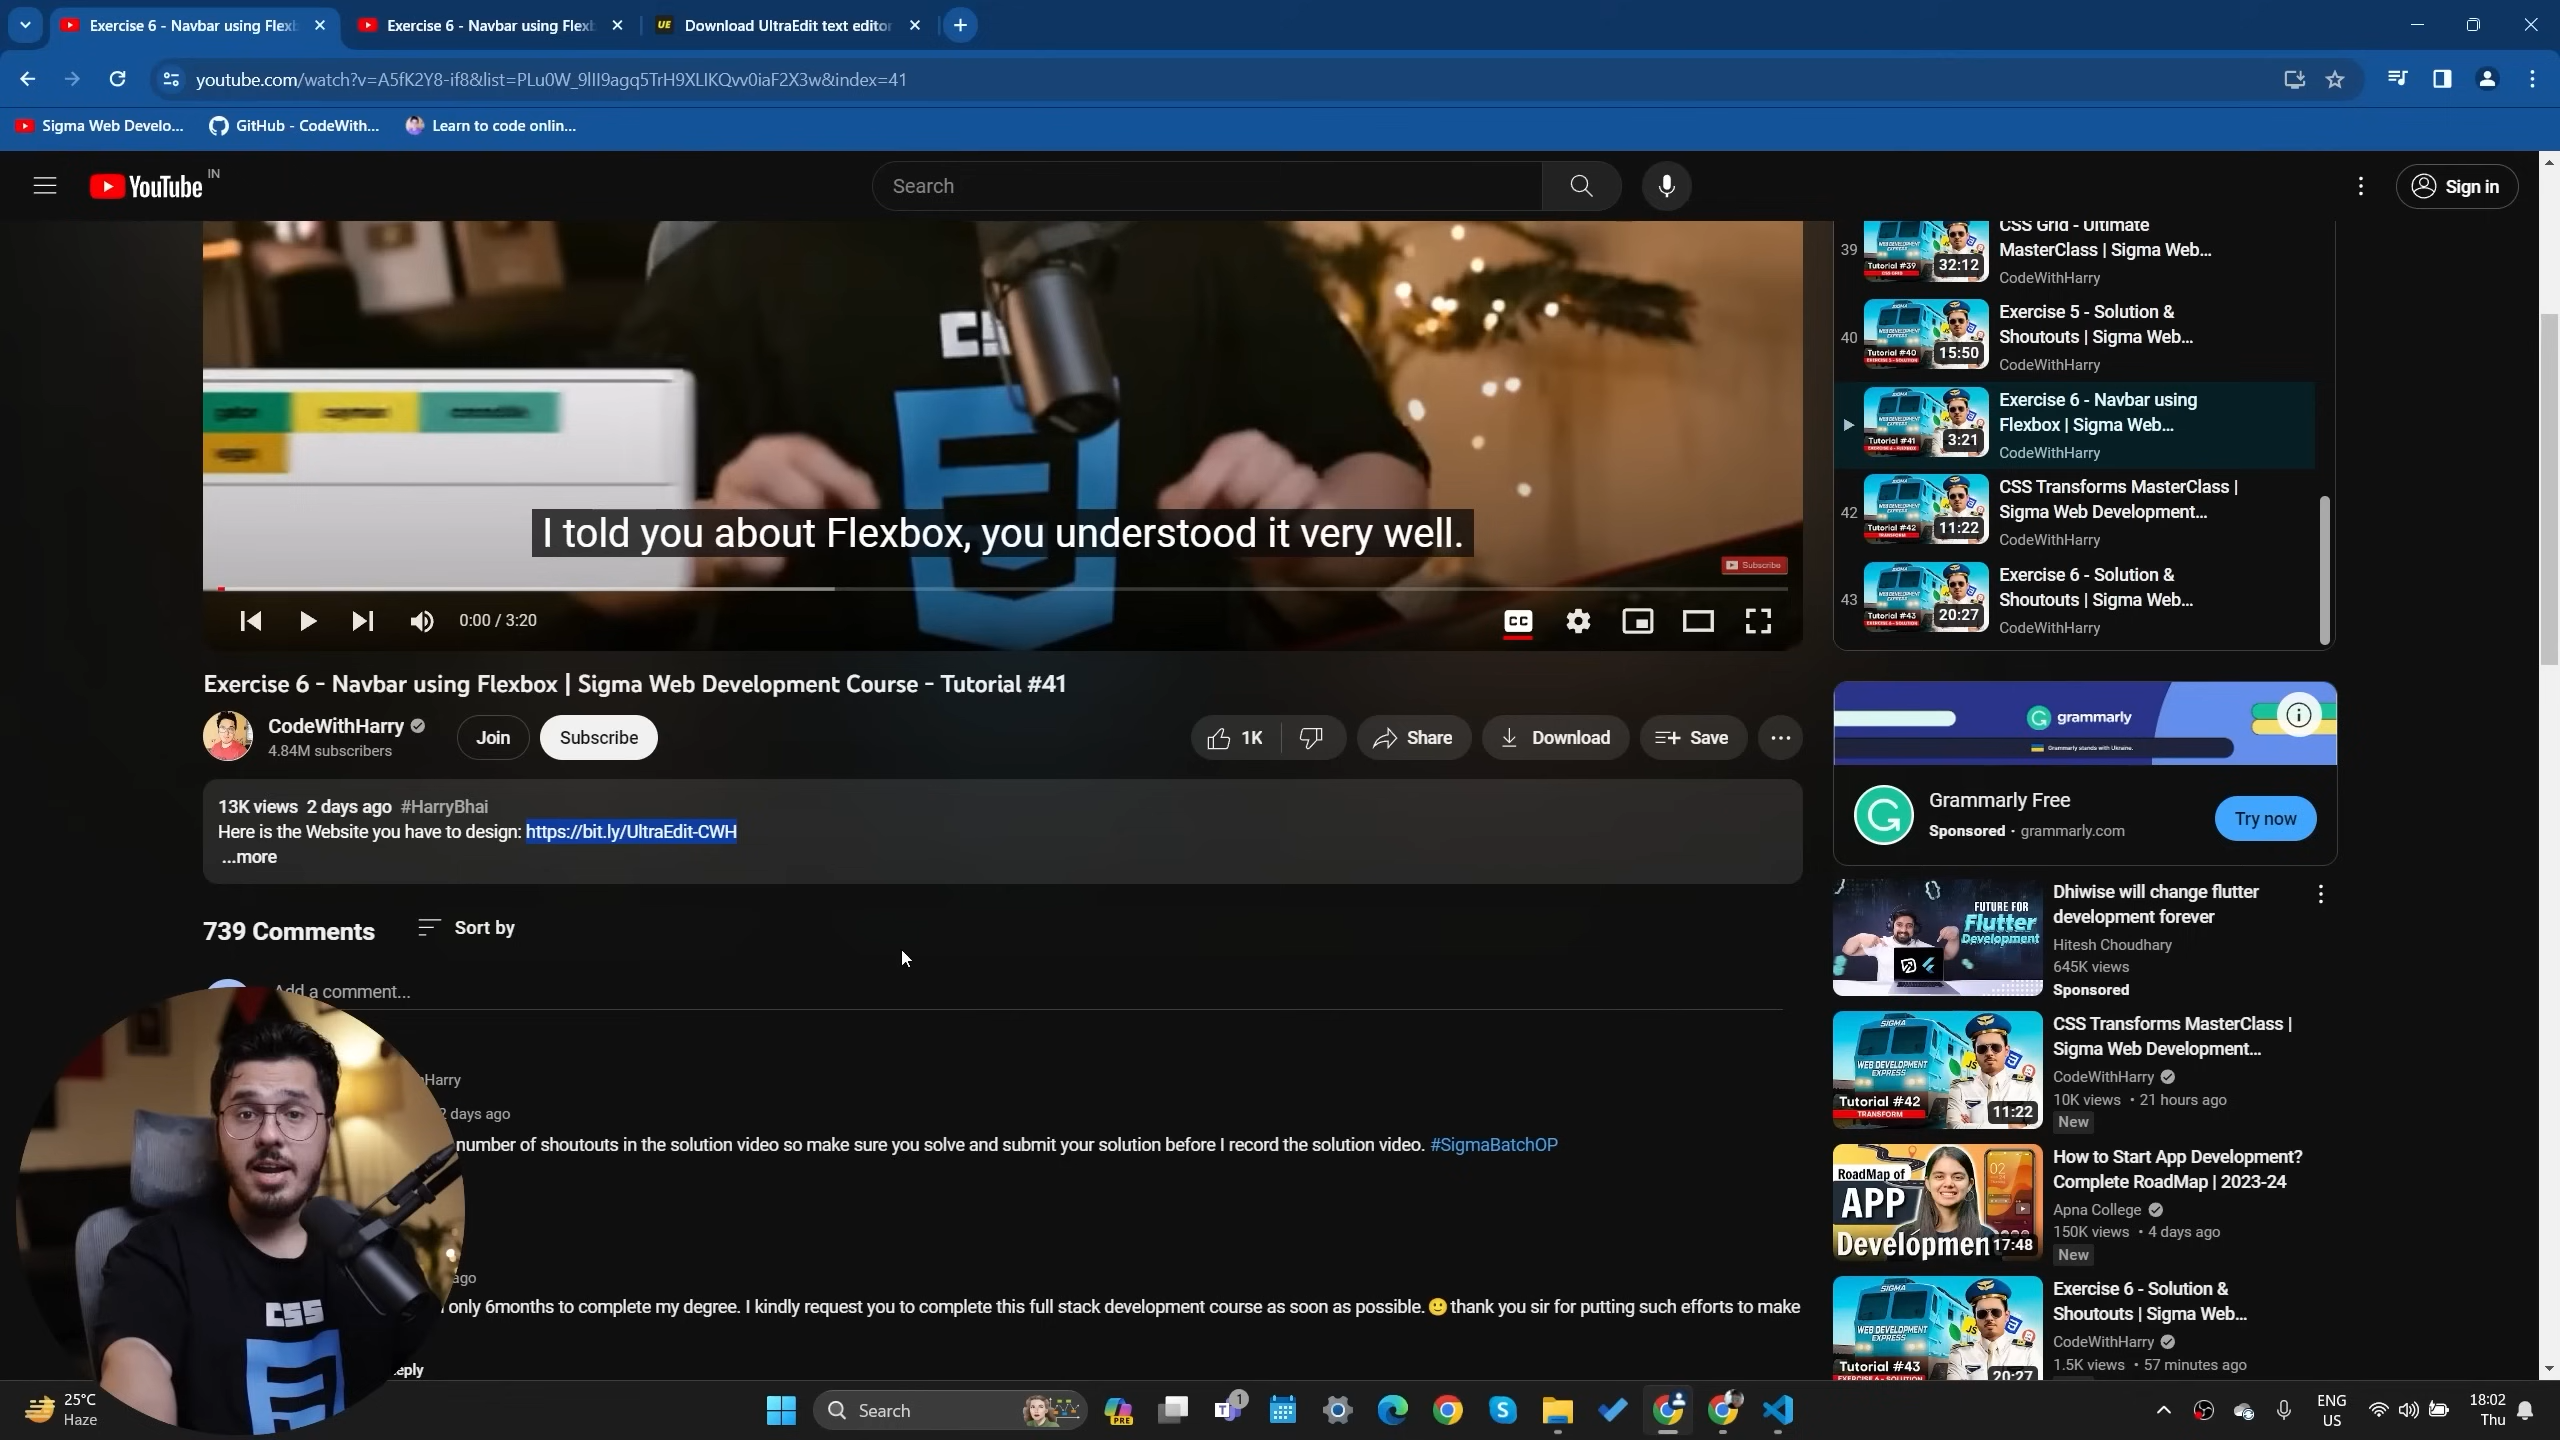 Exercise 6 - Navbar using Flexb
Exercise 6 - Navbar using Flexb
UE Download UltraEdit text editor
youtube.com/watch?v=A5fK2Y8-if8&list=PLu0W_9lII9agq5TrH9XLIKQvv0iaF2X3w&index=41
Sigma Web Develo...
GitHub - CodeWith...
Learn to code onlin...
YouTube IN
Search
Sign in
I told you about Flexbox, you understood it very well.
Subscribe
0:00 / 3:20
CC
39
Tutorial #39
32:12
CSS Grid - Ultimate
MasterClass | Sigma Web...
CodeWithHarry
40
Tutorial #40
15:50
Exercise 5 - Solution &
Shoutouts | Sigma Web...
CodeWithHarry
Tutorial #41
3:21
Exercise 6 - Navbar using
Flexbox | Sigma Web...
CodeWithHarry
42
Tutorial #42
11:22
CSS Transforms MasterClass |
Sigma Web Development...
CodeWithHarry
43
Tutorial #43
20:27
Exercise 6 - Solution &
Shoutouts | Sigma Web...
CodeWithHarry
Exercise 6 - Navbar using Flexbox | Sigma Web Development Course - Tutorial #41
CodeWithHarry
4.84M subscribers
Join
Subscribe
1K
Share
Download
Save
13K views 2 days ago #HarryBhai
Here is the Website you have to design: https://bit.ly/UltraEdit-CWH
...more
739 Comments
Sort by
Add a comment...
Harry
2 days ago
number of shoutouts in the solution video so make sure you solve and submit your solution before I record the solution video. #SigmaBatchOP
ago
only 6months to complete my degree. I kindly request you to complete this full stack development course as soon as possible.🙂thank you sir for putting such efforts to make
eply
CSS
grammarly
Grammarly stands with Ukraine.
Grammarly Free
Sponsored · grammarly.com
Try now
FUTURE FOR
Flutter
Development
Dhiwise will change flutter
development forever
Hitesh Choudhary
645K views
Sponsored
SIGMA
WEB DEVELOPMENT
EXPRESS
Tutorial #42
TRANSFORM
11:22
CSS Transforms MasterClass |
Sigma Web Development...
CodeWithHarry
10K views • 21 hours ago
New
RoadMap of
APP
Development
17:48
How to Start App Development?
Complete RoadMap | 2023-24
Apna College
150K views • 4 days ago
New
SIGMA
WEB DEVELOPMENT
EXPRESS
Tutorial #43
20:27
Exercise 6 - Solution &
Shoutouts | Sigma Web...
CodeWithHarry
1.5K views • 57 minutes ago
25°C
Haze
Search
PRE
1
ENG
US
18:02
Thu